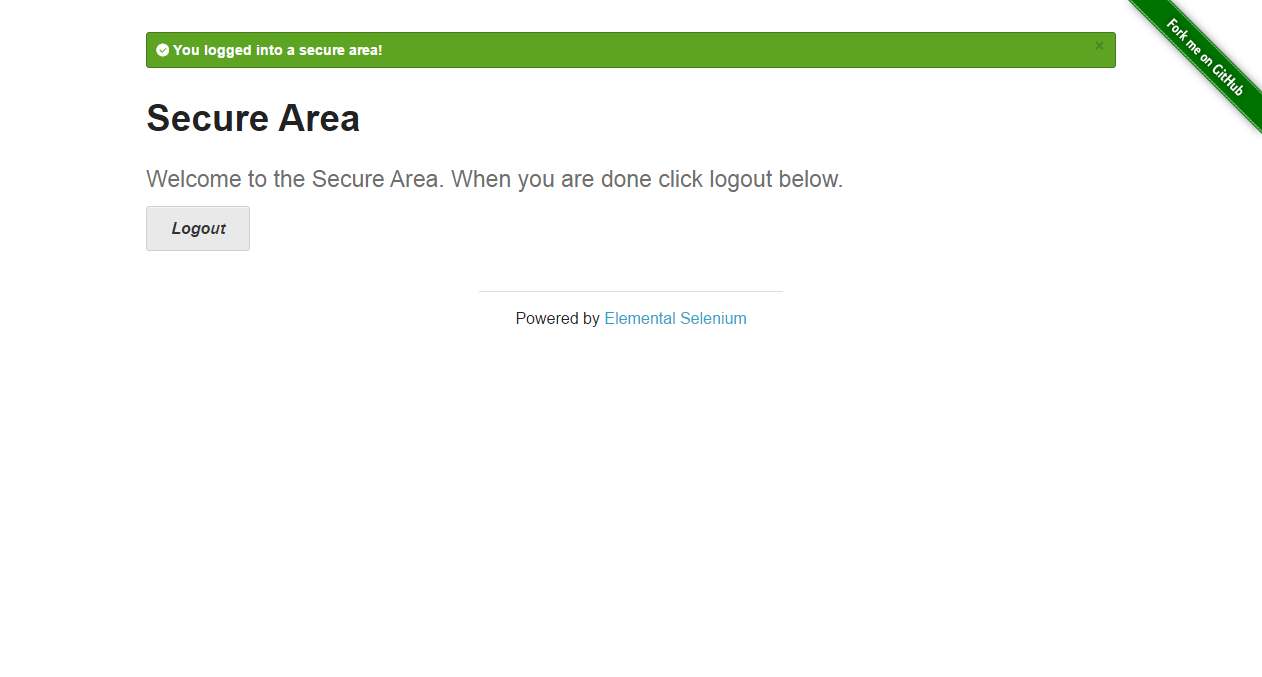 You logged into a secure area!
×
Fork me on GitHub
Secure Area
Welcome to the Secure Area. When you are done click logout below.
Logout
Powered by Elemental Selenium